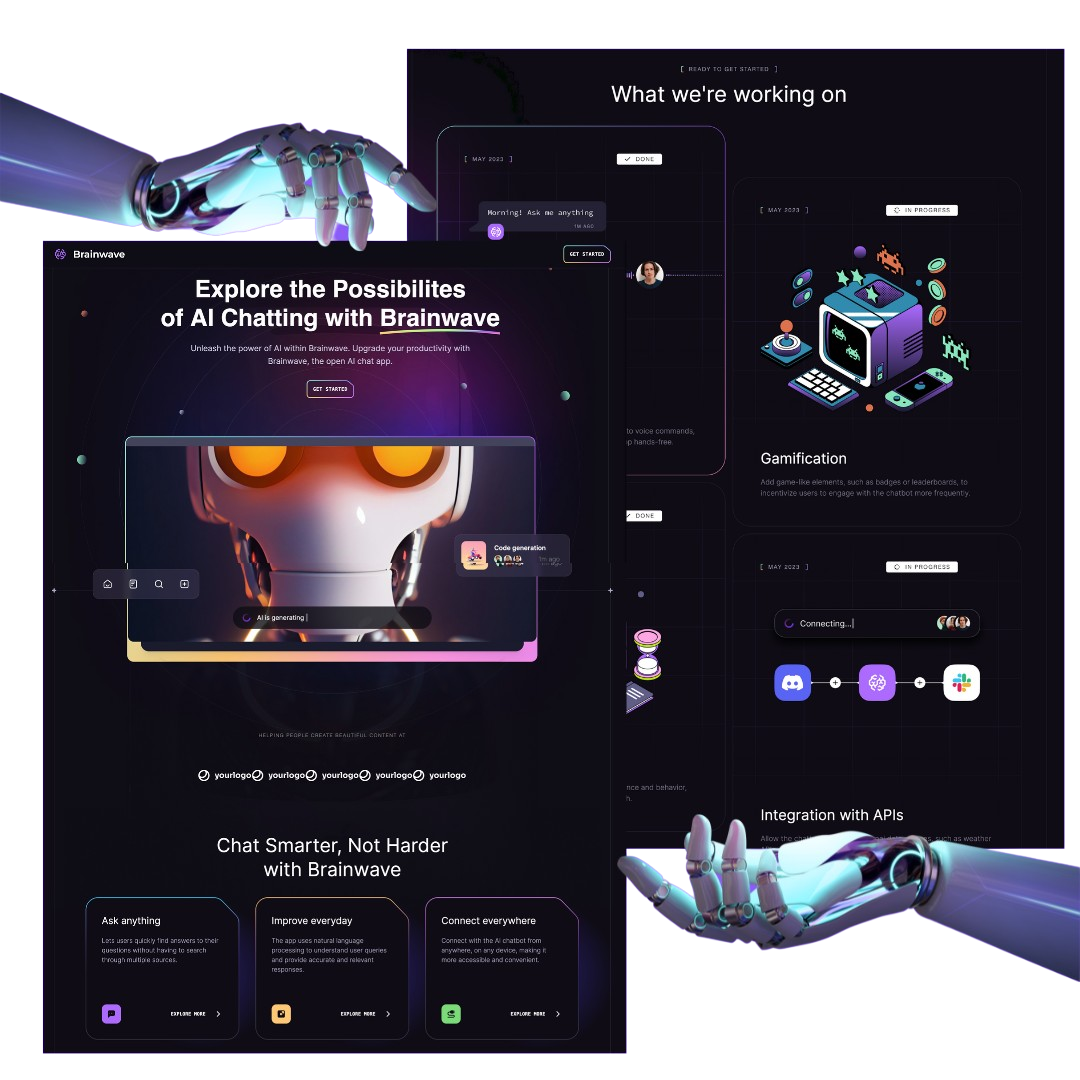 [ READY TO GET STARTED ]
What we're working on
[ MAY 2023 ]
DONE
Morning! Ask me anything
1M AGO
to voice commands,
hands-free.
DONE
nce and behavior,
[ MAY 2023 ]
IN PROGRESS
Gamification
Add game-like elements, such as badges or leaderboards, to
incentivize users to engage with the chatbot more frequently.
[ MAY 2023 ]
IN PROGRESS
Connecting...|
Integration with APIs
Allow the
such as weather
Brainwave
GET STARTED
Explore the Possibilites
of AI Chatting with Brainwave
Unleash the power of AI within Brainwave. Upgrade your productivity with
Brainwave, the open AI chat app.
GET STARTED
Code generation
1m ago
AI is generating|
HELPING PEOPLE CREATE BEAUTIFUL CONTENT AT
yourlogo yourlogo yourlogo yourlogo yourlogo
Chat Smarter, Not Harder
with Brainwave
Ask anything
Lets users quickly find answers to their
questions without having to search
through multiple sources.
EXPLORE MORE
Improve everyday
The app uses natural language
processing to understand user queries
and provide accurate and relevant
responses.
EXPLORE MORE
Connect everywhere
Connect with the AI chatbot from
anywhere, on any device, making it
more accessible and convenient.
EXPLORE MORE